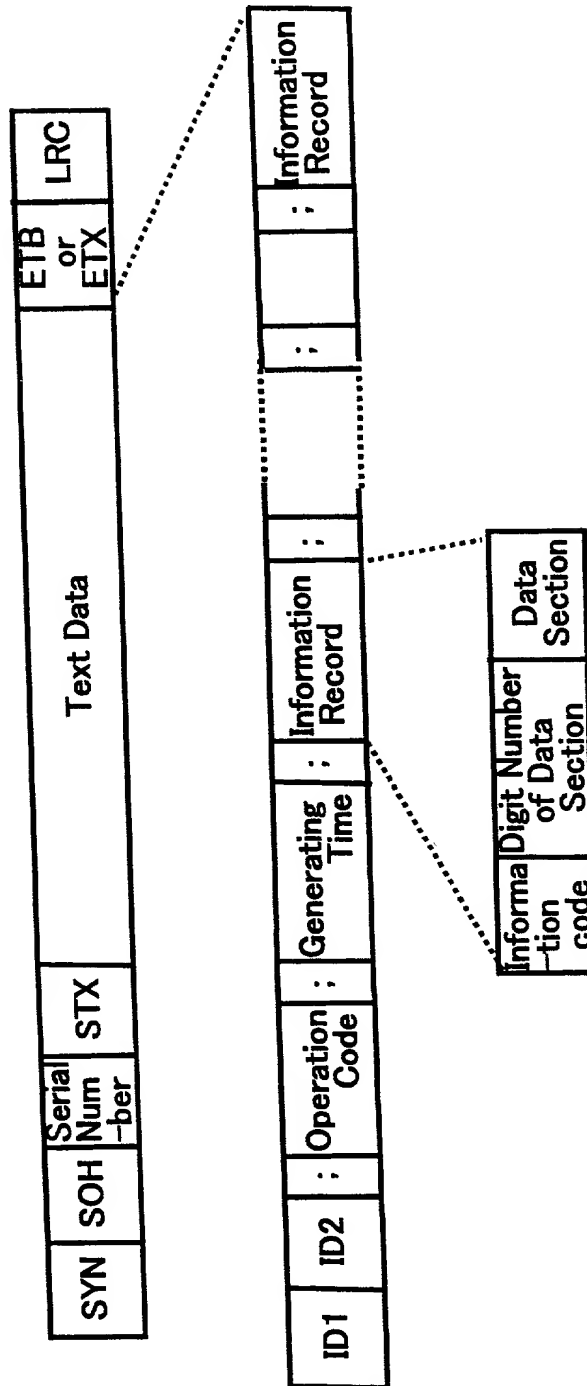 SYN
SOH
Serial
Num
-ber
STX
Text Data
ETB
or
ETX
LRC
ID1
ID2
;
Operation
Code
;
Generating
Time
;
Information
Record
;
;
;
Information
Record
Informa
-tion
code
Digit Number
of Data
Section
Data
Section